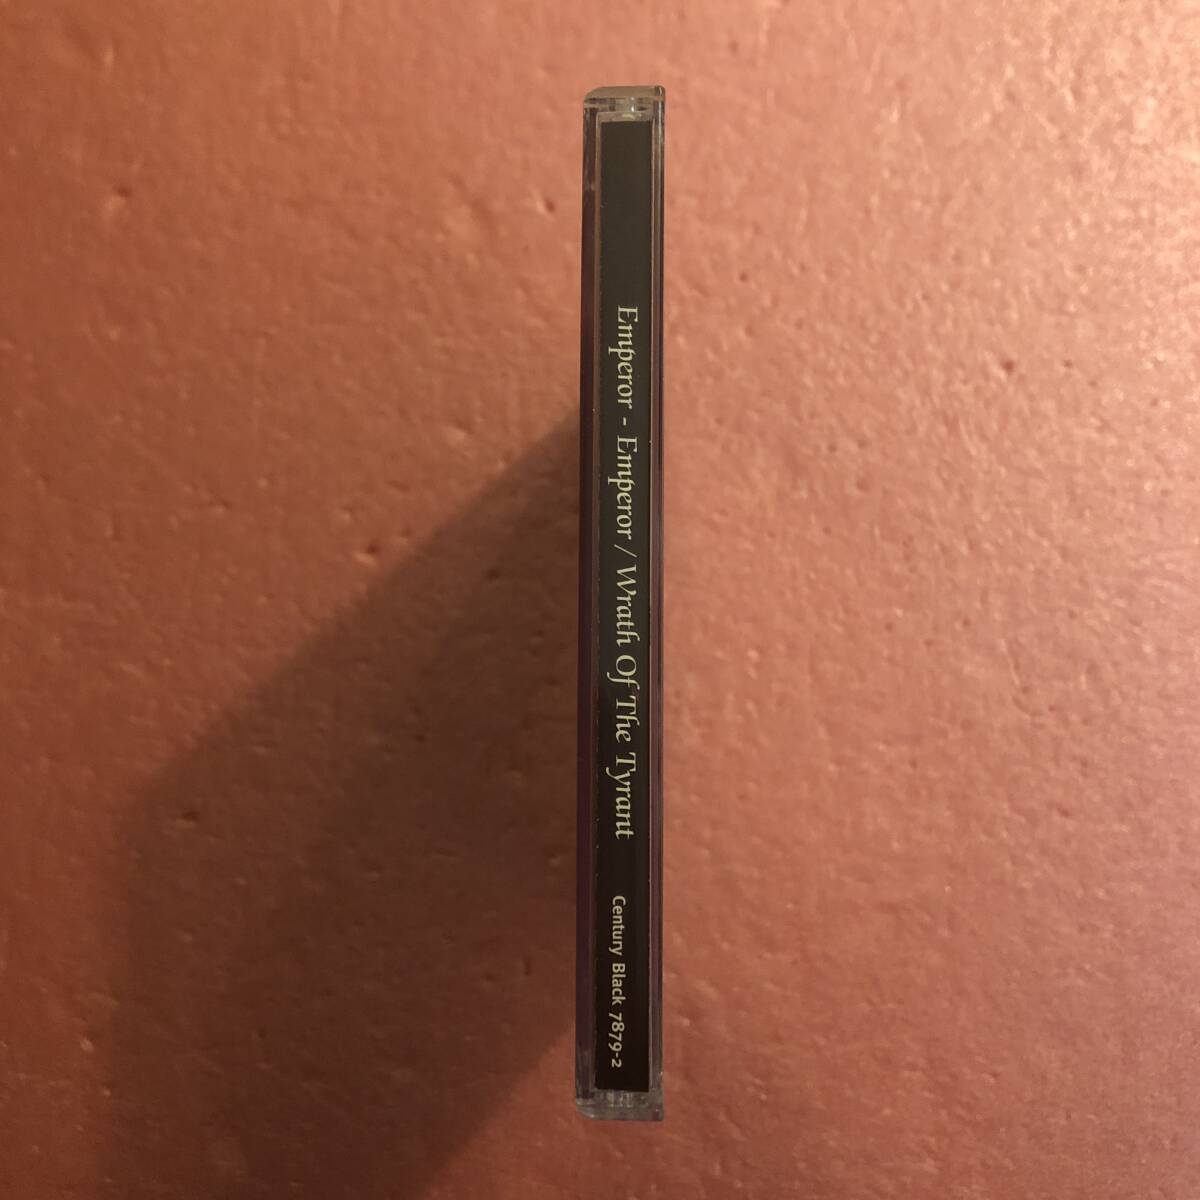 Emperor - Emperor / Wrath Of The Tyrant
Century Black 7879-2